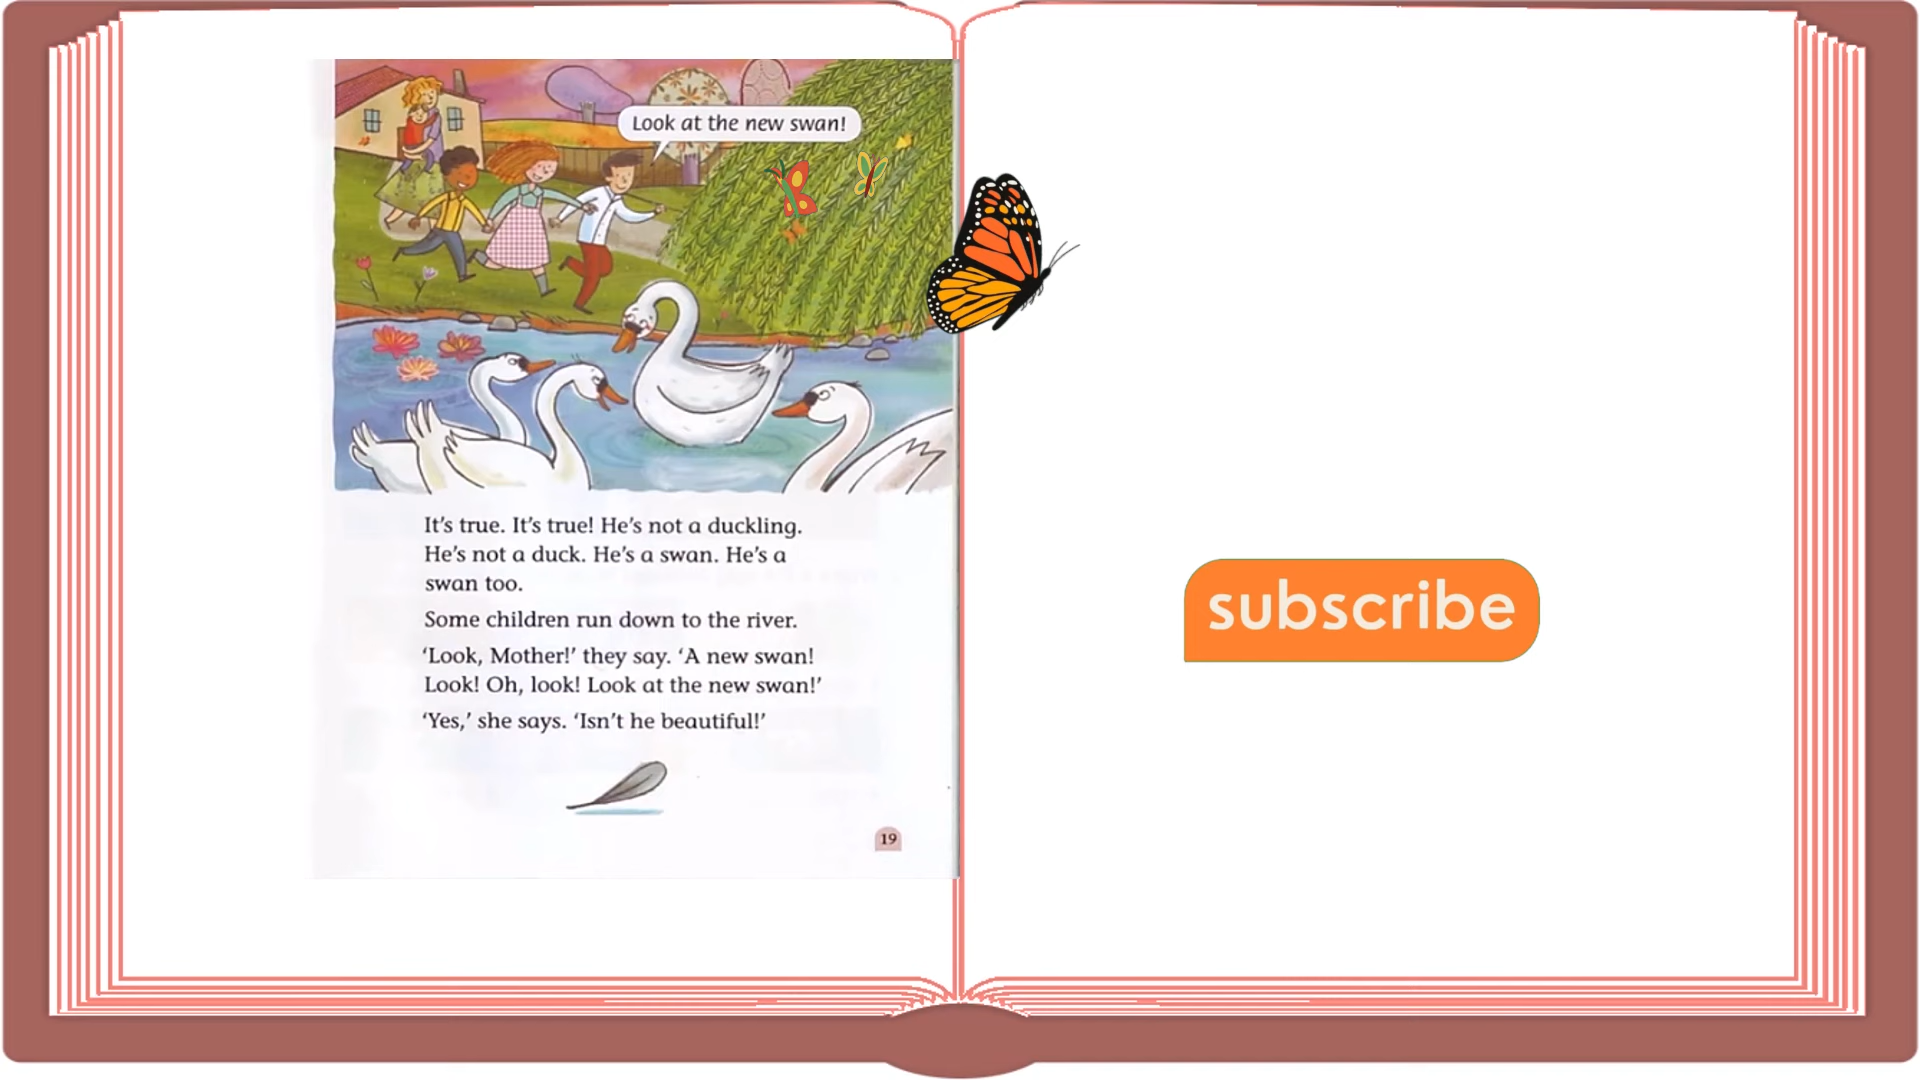 Look at the new swan!
It's true. It's true! He's not a duckling.
He's not a duck. He's a swan. He's a
swan too.
Some children run down to the river.
‘Look, Mother!’ they say. ‘A new swan!
Look! Oh, look! Look at the new swan!’
‘Yes,’ she says. ‘Isn't he beautiful!’
19
subscribe